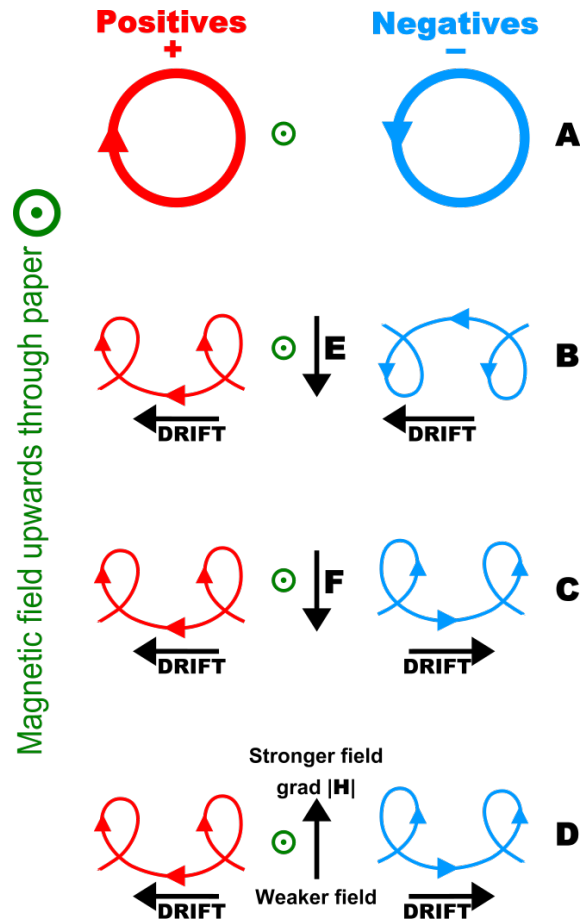 Positives
+
Negatives
−
A
Magnetic field upwards through paper
E
B
DRIFT
DRIFT
F
C
DRIFT
DRIFT
Stronger field
grad |H|
D
Weaker field
DRIFT
DRIFT